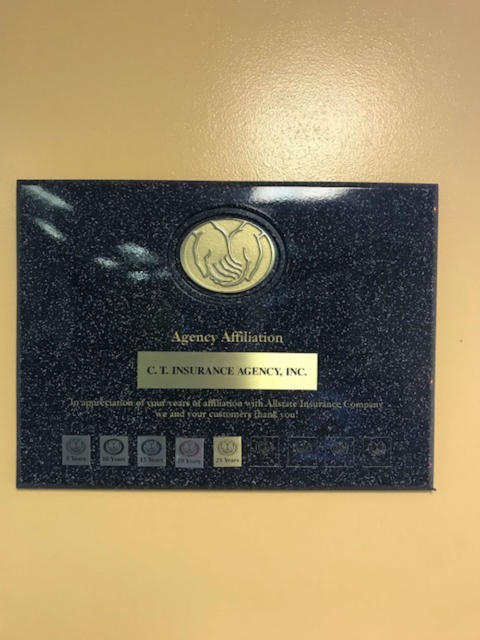 Agency Affiliation
C. T. INSURANCE AGENCY, INC.
In appreciation of your years of affiliation with Allstate Insurance Company
we and your customers thank you!
5 Years 10 Years 15 Years 20 Years 25 Years